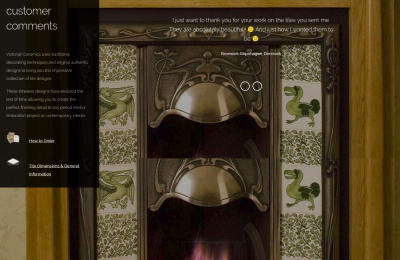 customer
comments
Victorian Ceramics uses traditional
decorating techniques and original authentic
designs to bring you this impressive
collection of tile designs.
These timeless designs have endured the
test of time allowing you to create the
perfect finishing detail to any period interior
restoration project or contemporary interior.
How to Order
Tile Dimensions & General
Information
I just want to thank you for your work on the tiles you sent me.
They are absolutely beautiful! 🙂 And just how I wanted them to
be 🙂
Bronwen, Copenhagen, Denmark